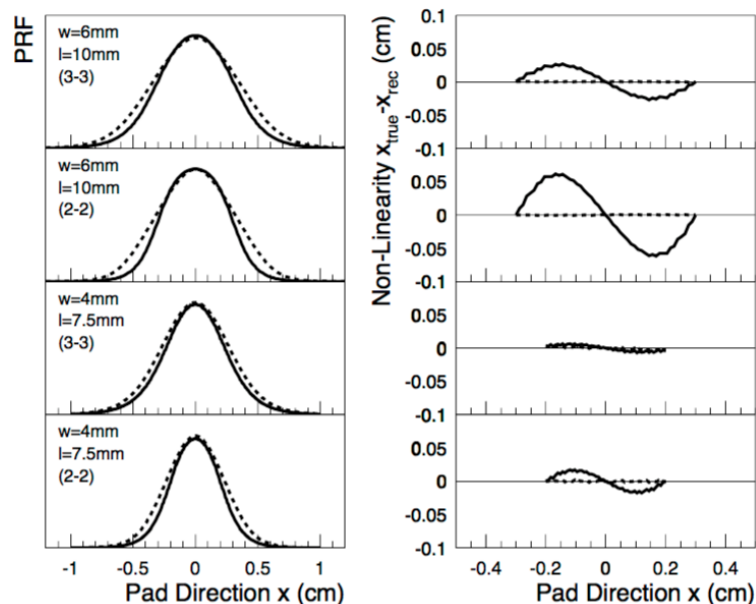 PRF
w=6mm
l=10mm
(3-3)
w=6mm
l=10mm
(2-2)
w=4mm
l=7.5mm
(3-3)
w=4mm
l=7.5mm
(2-2)
-1 -0.5 0 0.5 1
Pad Direction x (cm)
Non-Linearity x_true-x_rec (cm)
0.1
0.05
0
-0.05
-0.1
0.05
0
-0.05
-0.1
0.05
0
-0.05
-0.1
0.05
0
-0.05
-0.1
-0.4 -0.2 0 0.2 0.4
Pad Direction x (cm)